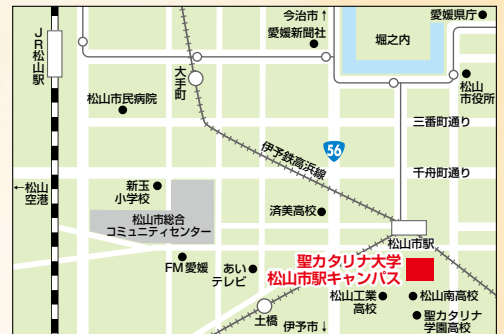 今治市↑
愛媛県庁
JR松山駅
愛媛新聞社
堀之内
大手町
松山
市役所
松山市民病院
三番町通り
56
伊予鉄高浜線
千舟町通り
←松山
空港
新玉
小学校
済美高校
松山市総合
コミュニティセンター
松山市駅
FM愛媛
あい
テレビ
聖カタリナ大学
松山市駅キャンパス
松山工業
高校
松山南高校
土橋
伊予市↓
聖カタリナ
学園高校